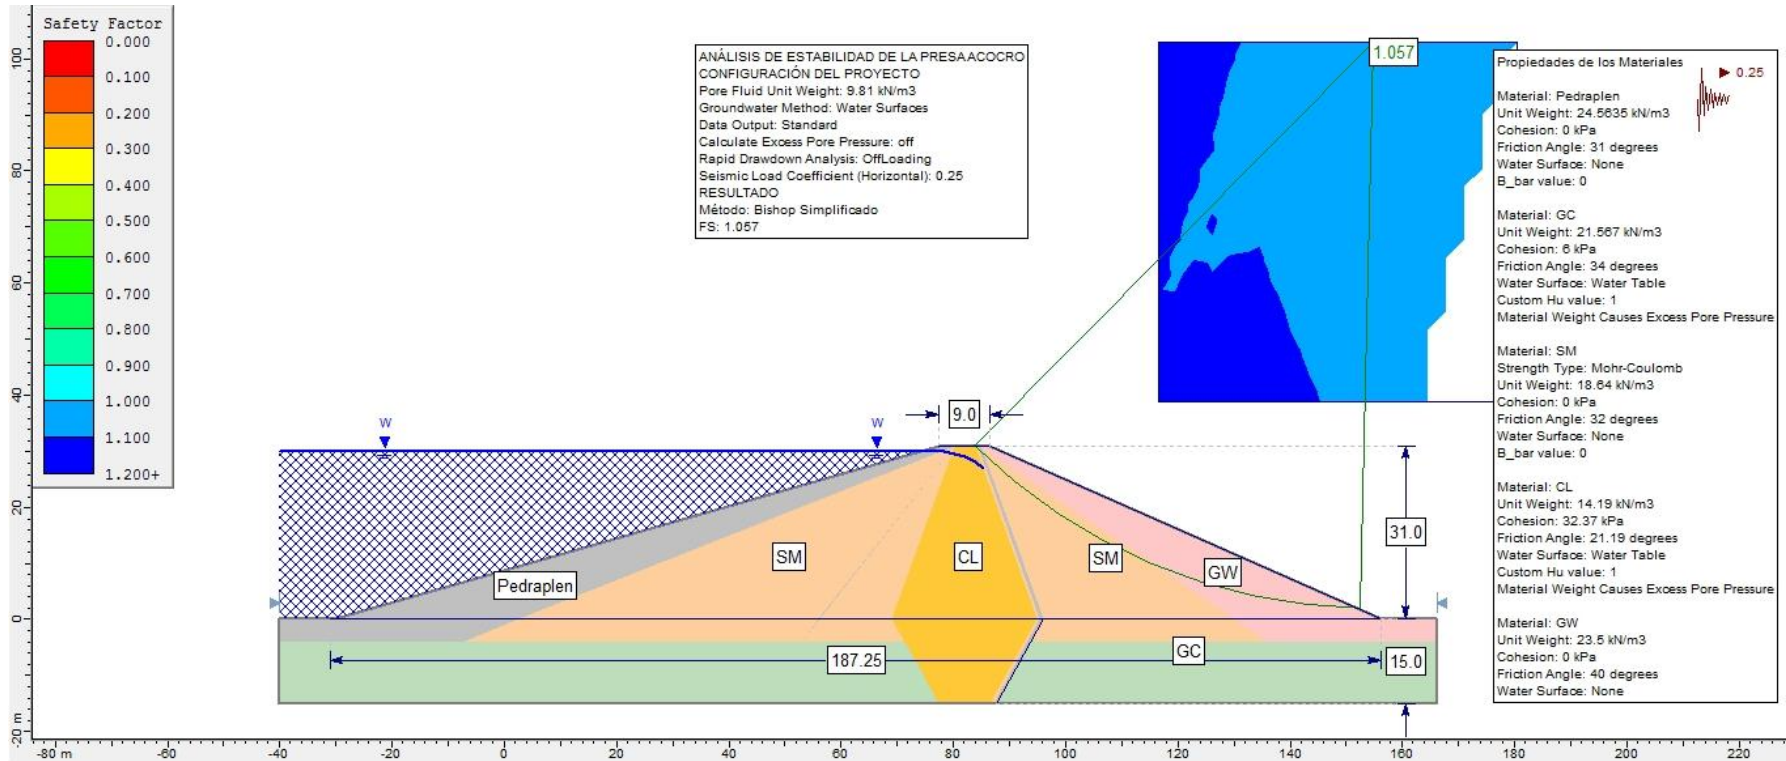 Safety Factor
0.000
0.100
0.200
0.300
0.400
0.500
0.600
0.700
0.800
0.900
1.000
1.100
1.200+
ANÁLISIS DE ESTABILIDAD DE LA PRESA ACOCRO
CONFIGURACIÓN DEL PROYECTO
Pore Fluid Unit Weight: 9.81 kN/m3
Groundwater Method: Water Surfaces
Data Output: Standard
Calculate Excess Pore Pressure: off
Rapid Drawdown Analysis: OffLoading
Seismic Load Coefficient (Horizontal): 0.25
RESULTADO
Método: Bishop Simplificado
FS: 1.057
1.057
Propiedades de los Materiales
0.25
Material: Pedraplen
Unit Weight: 24.5635 kN/m3
Cohesion: 0 kPa
Friction Angle: 31 degrees
Water Surface: None
B_bar value: 0
Material: GC
Unit Weight: 21.567 kN/m3
Cohesion: 6 kPa
Friction Angle: 34 degrees
Water Surface: Water Table
Custom Hu value: 1
Material Weight Causes Excess Pore Pressure
Material: SM
Strength Type: Mohr-Coulomb
Unit Weight: 18.64 kN/m3
Cohesion: 0 kPa
Friction Angle: 32 degrees
Water Surface: None
B_bar value: 0
Material: CL
Unit Weight: 14.19 kN/m3
Cohesion: 32.37 kPa
Friction Angle: 21.19 degrees
Water Surface: Water Table
Custom Hu value: 1
Material Weight Causes Excess Pore Pressure
Material: GW
Unit Weight: 23.5 kN/m3
Cohesion: 0 kPa
Friction Angle: 40 degrees
Water Surface: None
W
W
9.0
31.0
SM
CL
SM
GW
Pedraplen
187.25
GC
15.0
100
80
60
40
20
0
-20 m
-80 m
-60
-40
-20
0
20
40
60
80
100
120
140
160
180
200
220